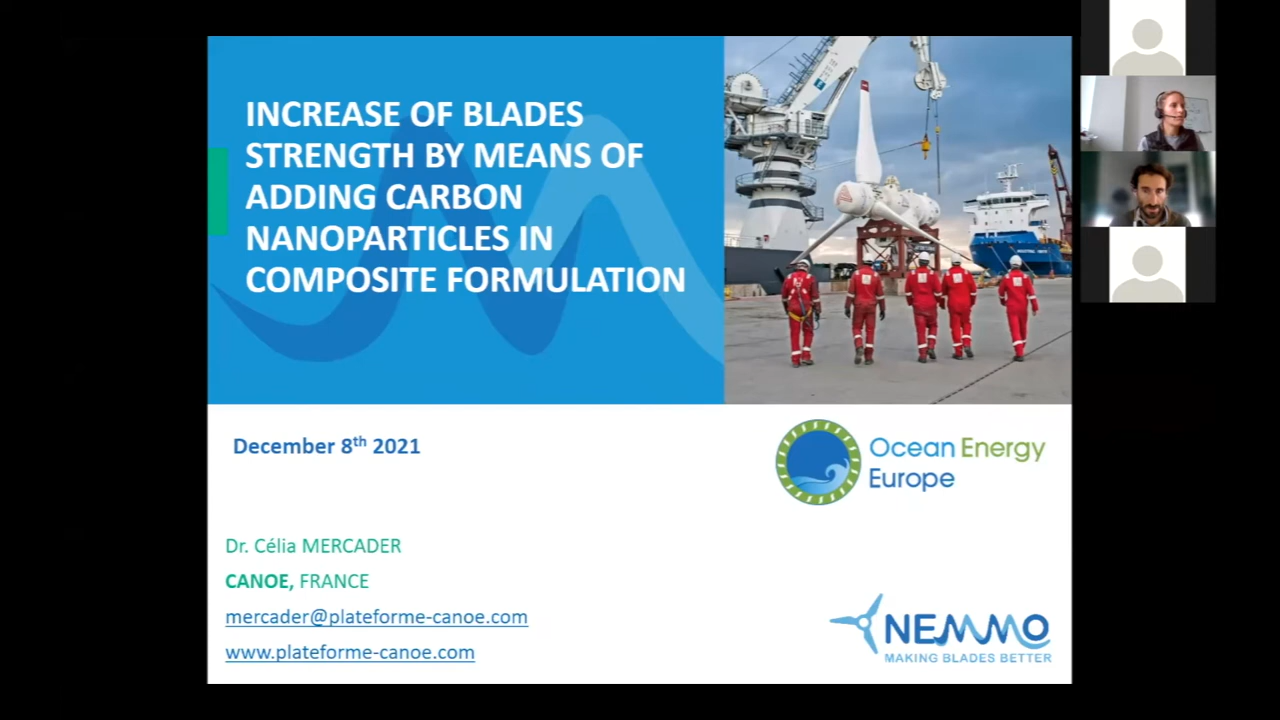 INCREASE OF BLADES
STRENGTH BY MEANS OF
ADDING CARBON
NANOPARTICLES IN
COMPOSITE FORMULATION
December 8th 2021
Ocean Energy
Europe
Dr. Célia MERCADER
CANOE, FRANCE
mercader@plateforme-canoe.com
www.plateforme-canoe.com
NEMMO
MAKING BLADES BETTER